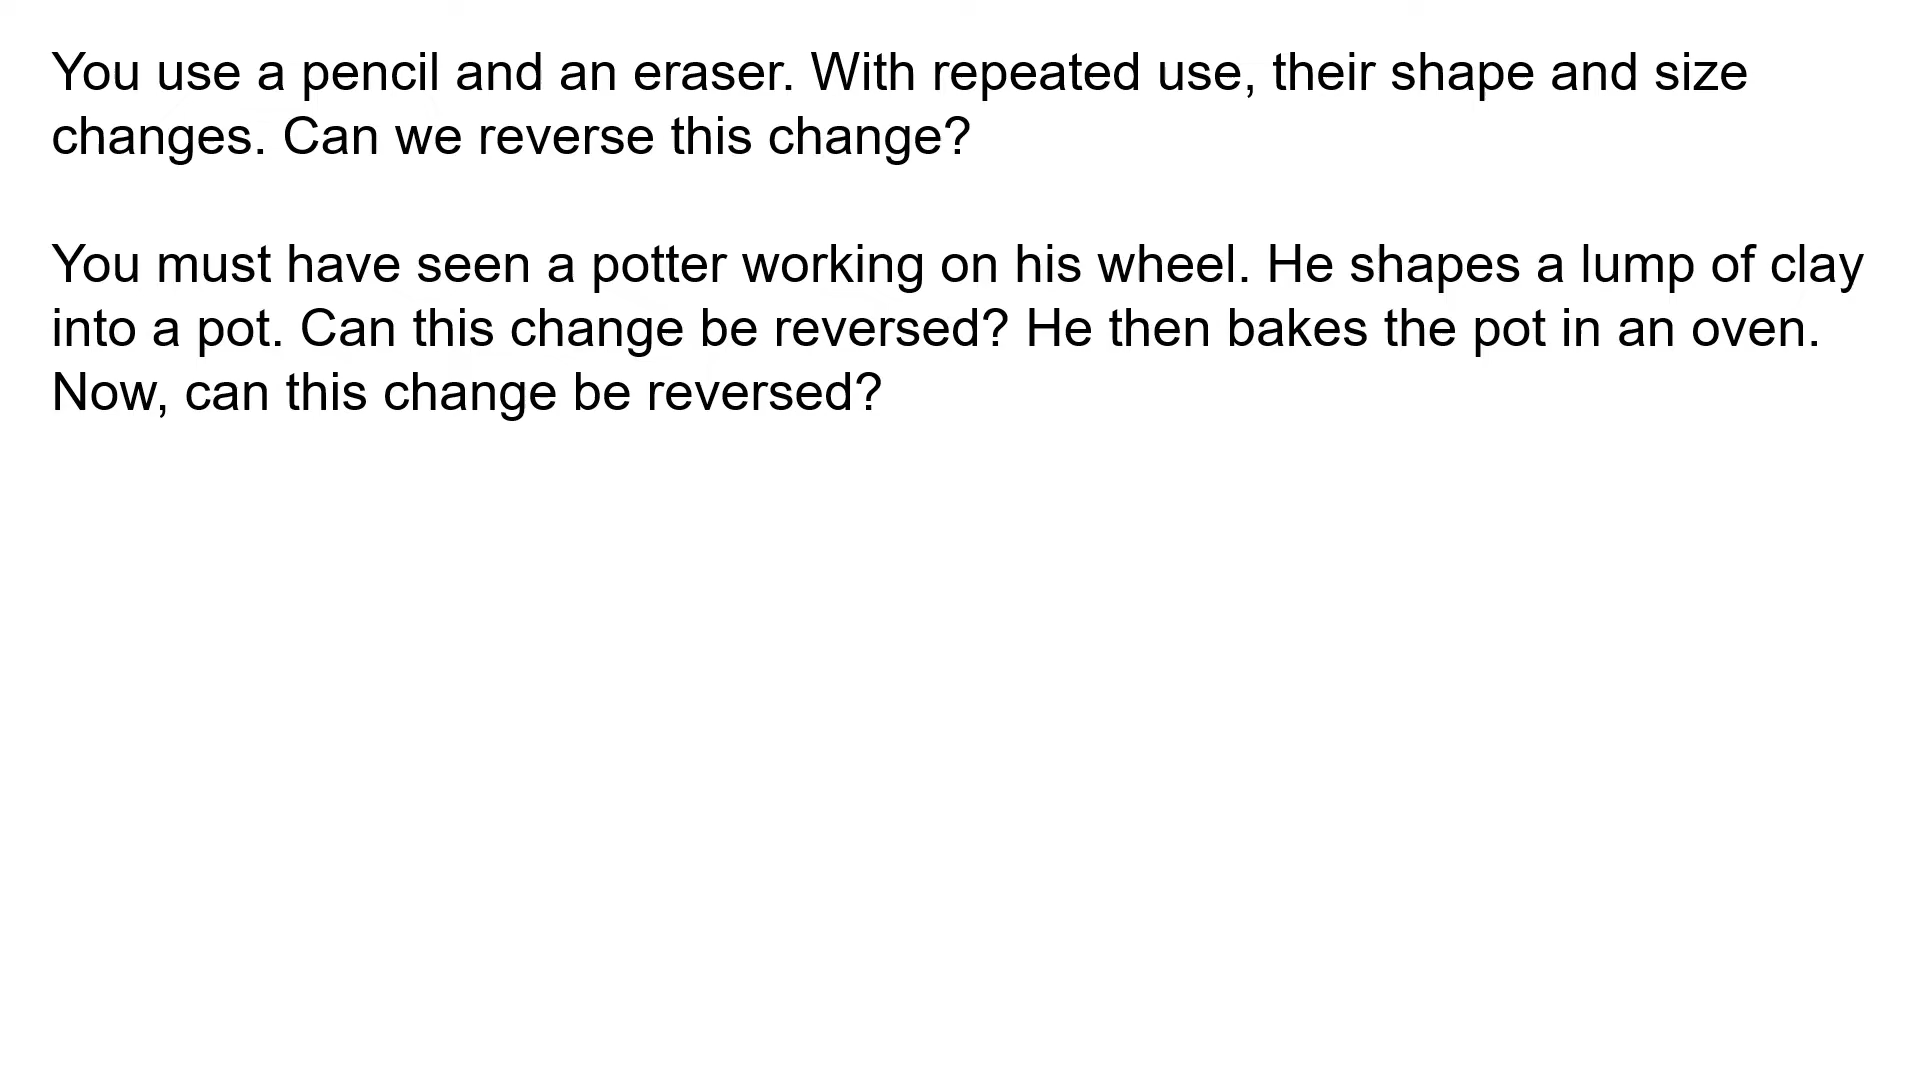 You use a pencil and an eraser. With repeated use, their shape and size
changes. Can we reverse this change?
You must have seen a potter working on his wheel. He shapes a lump of clay
into a pot. Can this change be reversed? He then bakes the pot in an oven.
Now, can this change be reversed?